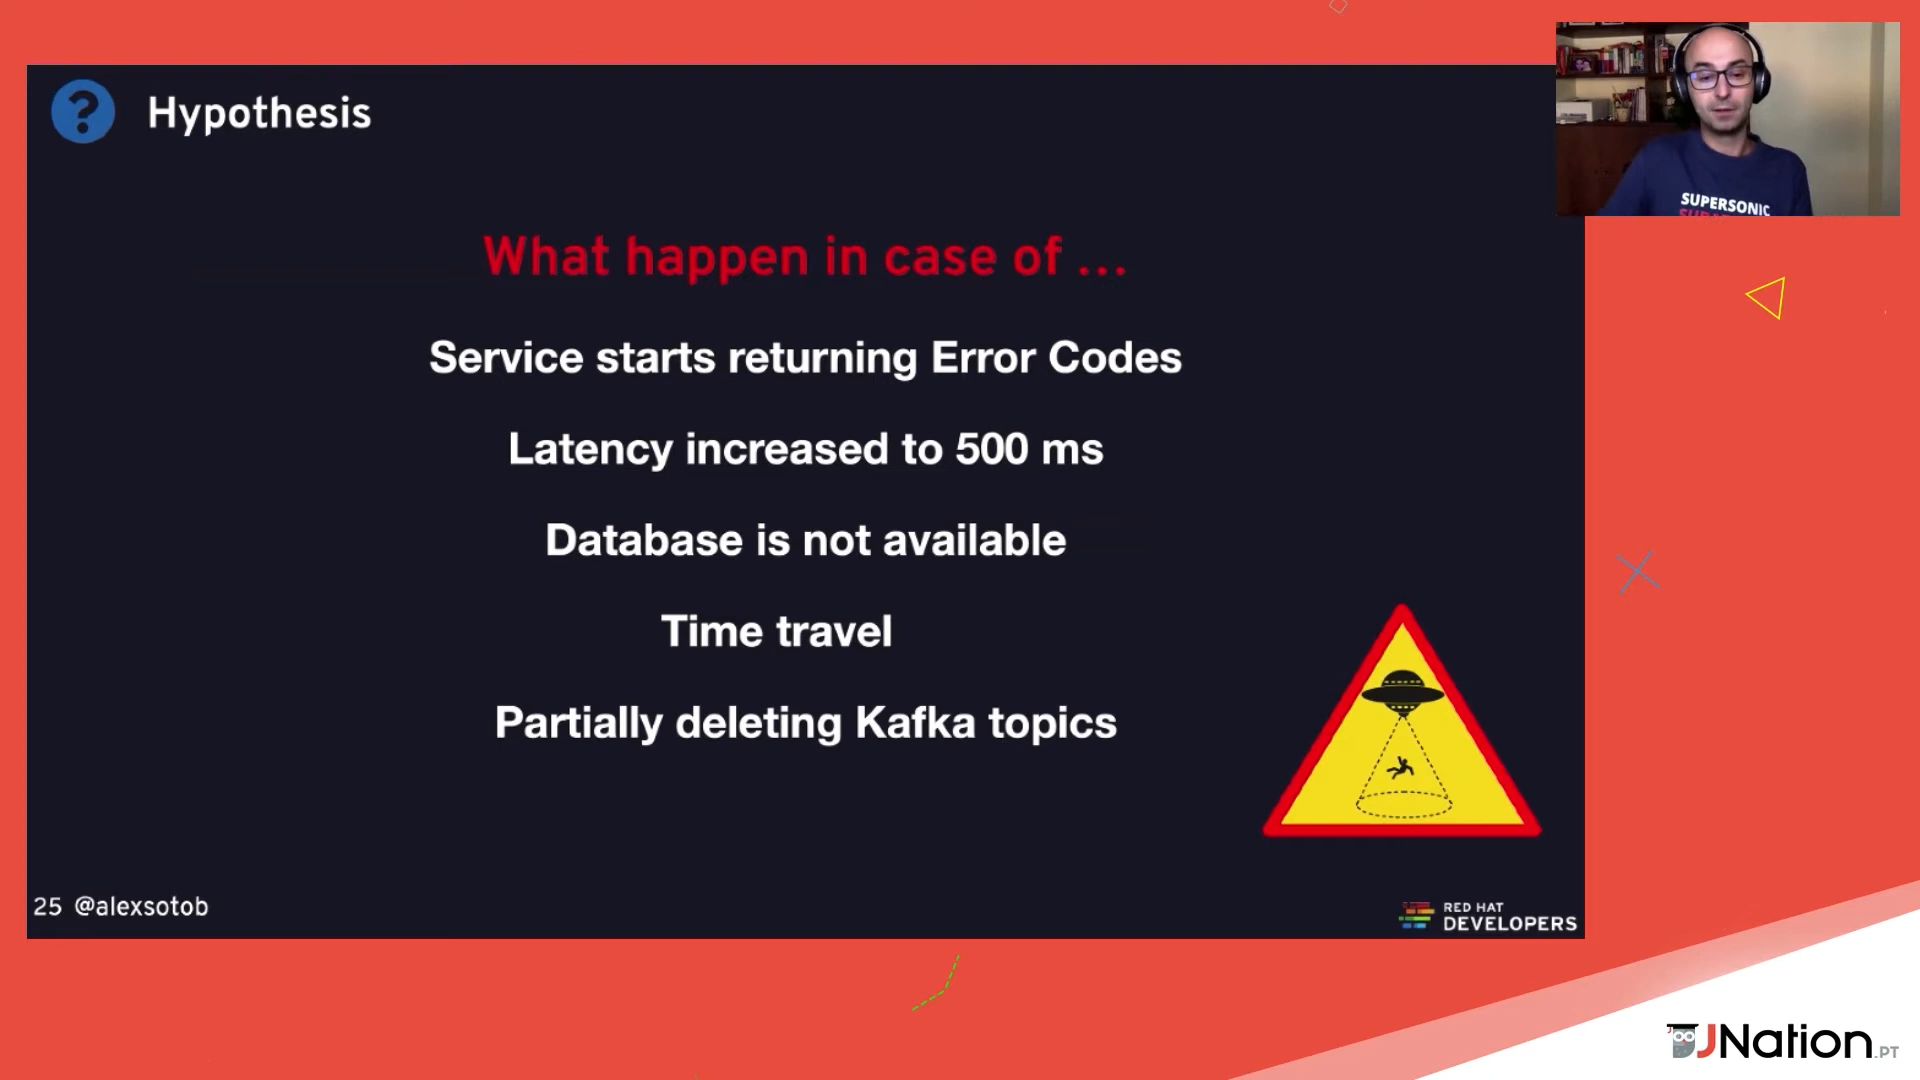 Hypothesis
What happen in case of ...
Service starts returning Error Codes
Latency increased to 500 ms
Database is not available
Time travel
Partially deleting Kafka topics
25 @alexsotob
RED HAT
DEVELOPERS
SUPERSONIC
JNation.PT